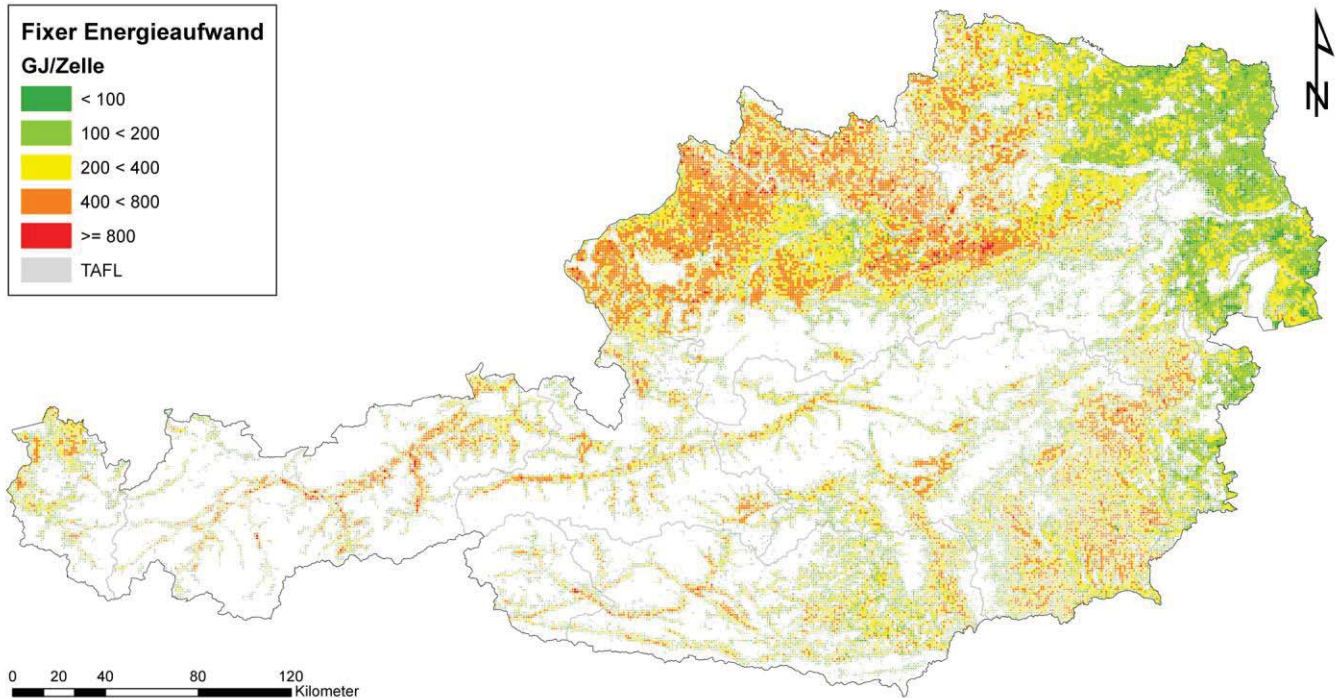 Fixer Energieaufwand
GJ/Zelle
< 100
100 < 200
200 < 400
400 < 800
>= 800
TAFL
N
0 20 40 80 120
Kilometer